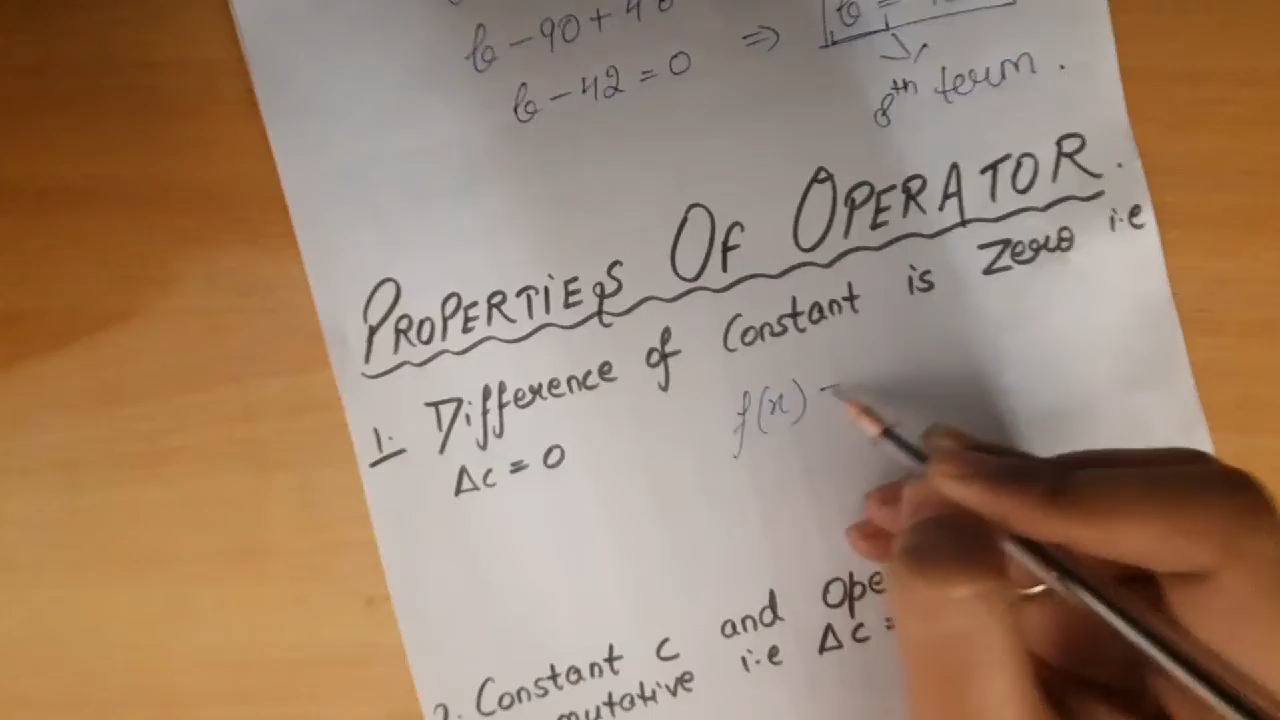 b - 90 + 4
b - 42 = 0 ⇒
8th term.
PROPERTIES OF OPERATOR.
1. Difference of Constant is Zero i.e
Δc = 0
f(x) -
2. Constant c and Ope
mutative i.e Δc =